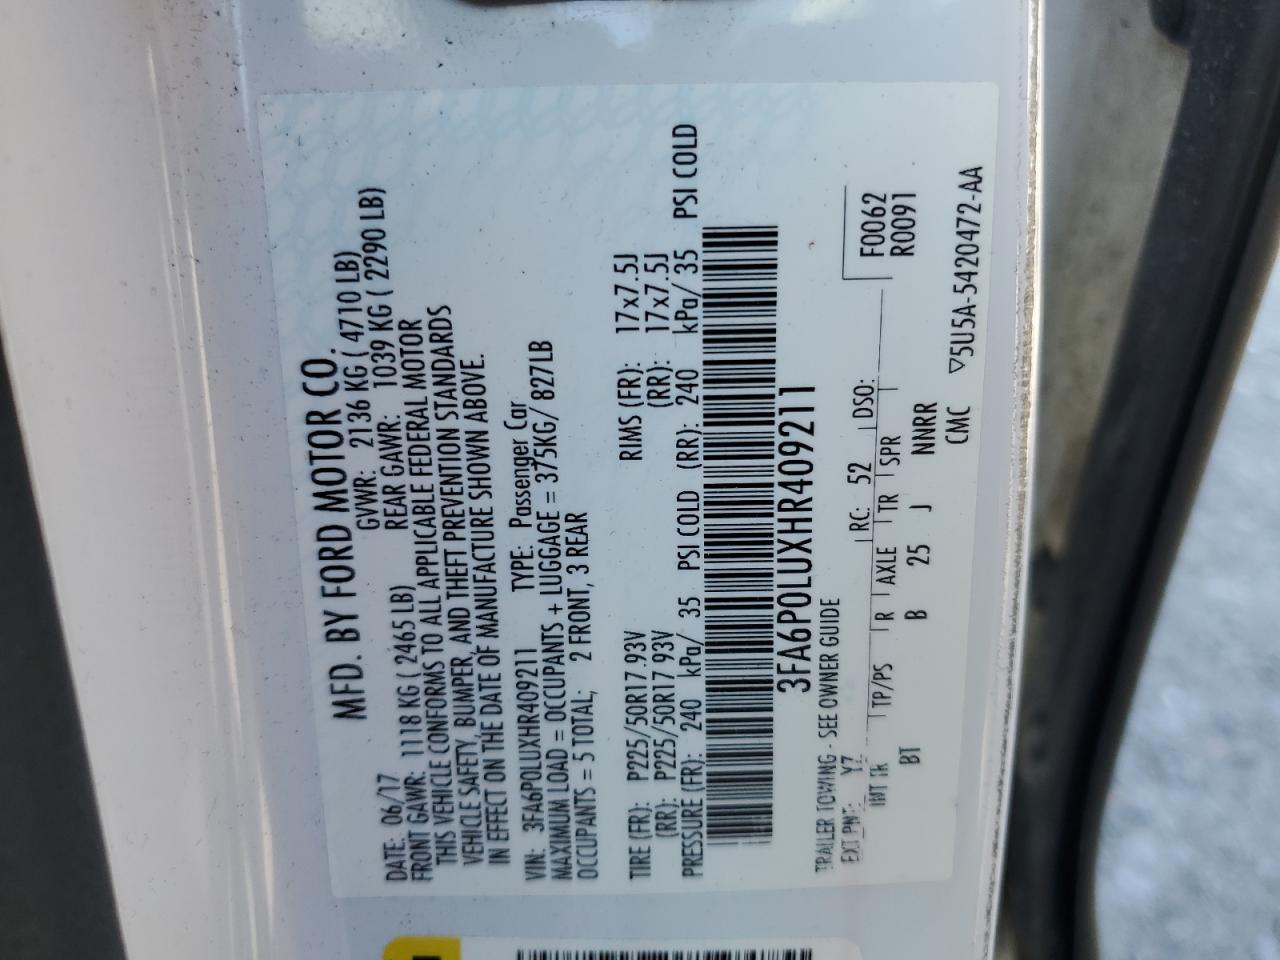 MFD. BY FORD MOTOR CO.
DATE: 06/17 GVWR: 2136 KG ( 4710 LB)
FRONT GAWR: 1118 KG ( 2465 LB) REAR GAWR: 1039 KG ( 2290 LB)
THIS VEHICLE CONFORMS TO ALL APPLICABLE FEDERAL MOTOR
VEHICLE SAFETY, BUMPER, AND THEFT PREVENTION STANDARDS
IN EFFECT ON THE DATE OF MANUFACTURE SHOWN ABOVE.
VIN: 3FA6P0LUXHR409211 TYPE: Passenger Car
MAXIMUM LOAD = OCCUPANTS + LUGGAGE = 375KG/ 827LB
OCCUPANTS = 5 TOTAL; 2 FRONT, 3 REAR
TIRE (FR): P225/50R17.93V RIMS (FR): 17x7.5J
(RR): P225/50R17 93V (RR): 17x7.5J
PRESSURE (FR): 240 kPa/ 35 PSI COLD (RR): 240 kPa/ 35 PSI COLD
3FA6P0LUXHR409211
TRAILER TOWING - SEE OWNER GUIDE F0062
EXT PNT: YZ RC: 52 DSO: R0091
INT TR TP/PS R AXLE TR SPR
BT B 25 J NNRR
CMC ▽5U5A-5420472-AA